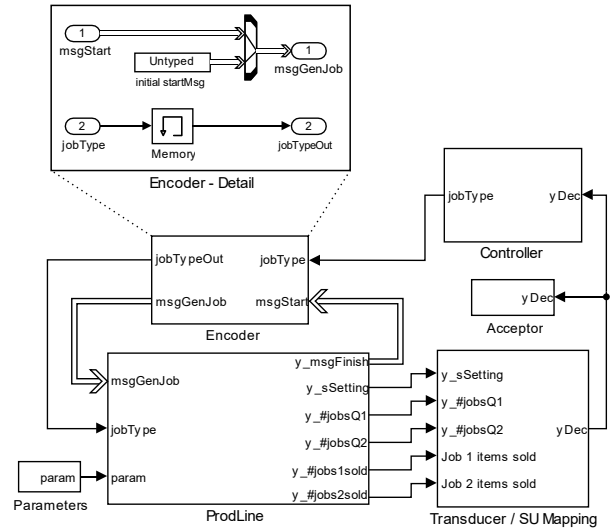 1
msgStart
Untyped
initial startMsg
1
msgGenJob
2
jobType
Memory
2
jobTypeOut
Encoder - Detail
jobType
yDec
Controller
jobTypeOut
jobType
msgGenJob
msgStart
Encoder
yDec
Acceptor
msgGenJob
jobType
param
y_msgFinish
y_sSetting
y_#jobsQ1
y_#jobsQ2
y_#jobs1sold
y_#jobs2sold
ProdLine
param
Parameters
y_sSetting
y_#jobsQ1
y_#jobsQ2
Job 1 items sold
Job 2 items sold
yDec
Transducer / SU Mapping